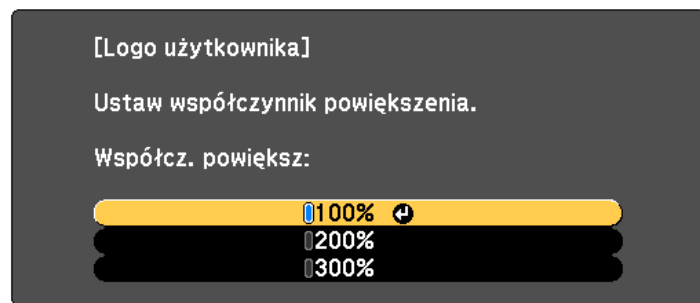 [Logo użytkownika]
Ustaw współczynnik powiększenia.
Współcz. powiększ:
100%
200%
300%